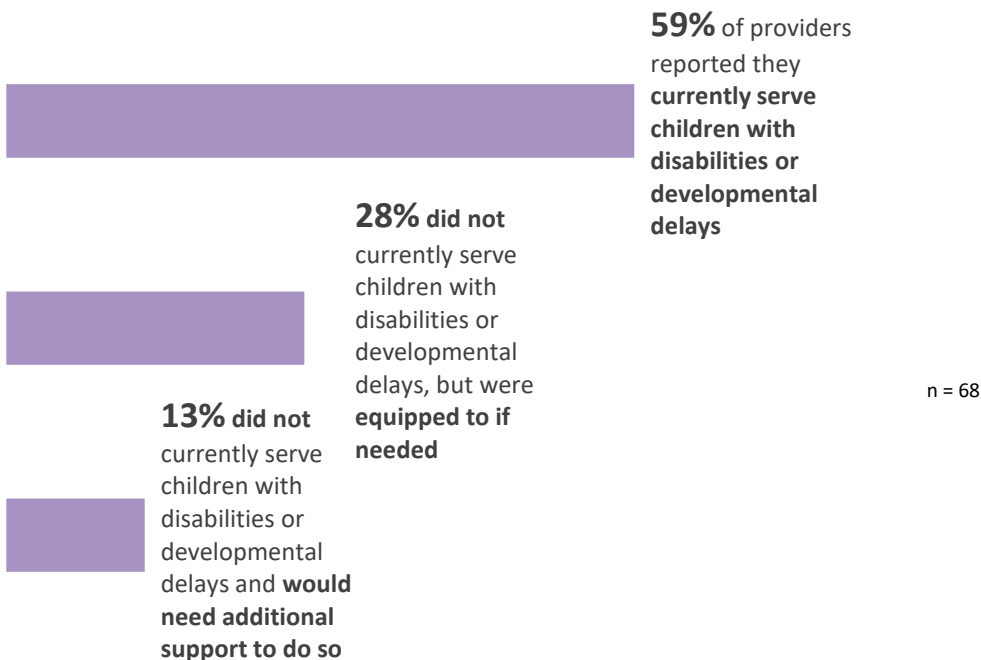 59% of providers
reported they
currently serve
children with
disabilities or
developmental
delays
28% did not
currently serve
children with
disabilities or
developmental
delays, but were
equipped to if
needed
n = 68
13% did not
currently serve
children with
disabilities or
developmental
delays and would
need additional
support to do so